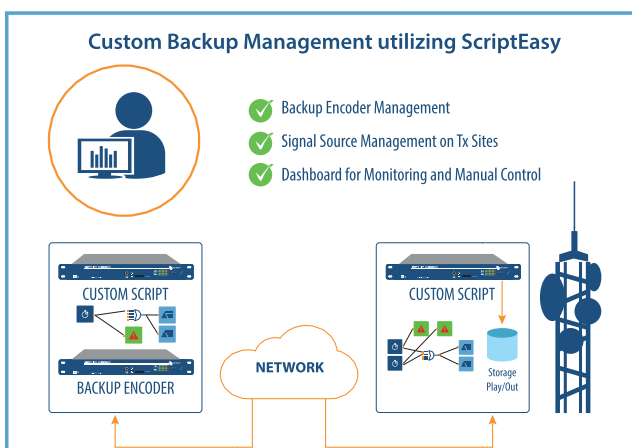 Custom Backup Management utilizing ScriptEasy
Backup Encoder Management
Signal Source Management on Tx Sites
Dashboard for Monitoring and Manual Control
CUSTOM SCRIPT
BACKUP ENCODER
NETWORK
CUSTOM SCRIPT
Storage
Play/Out